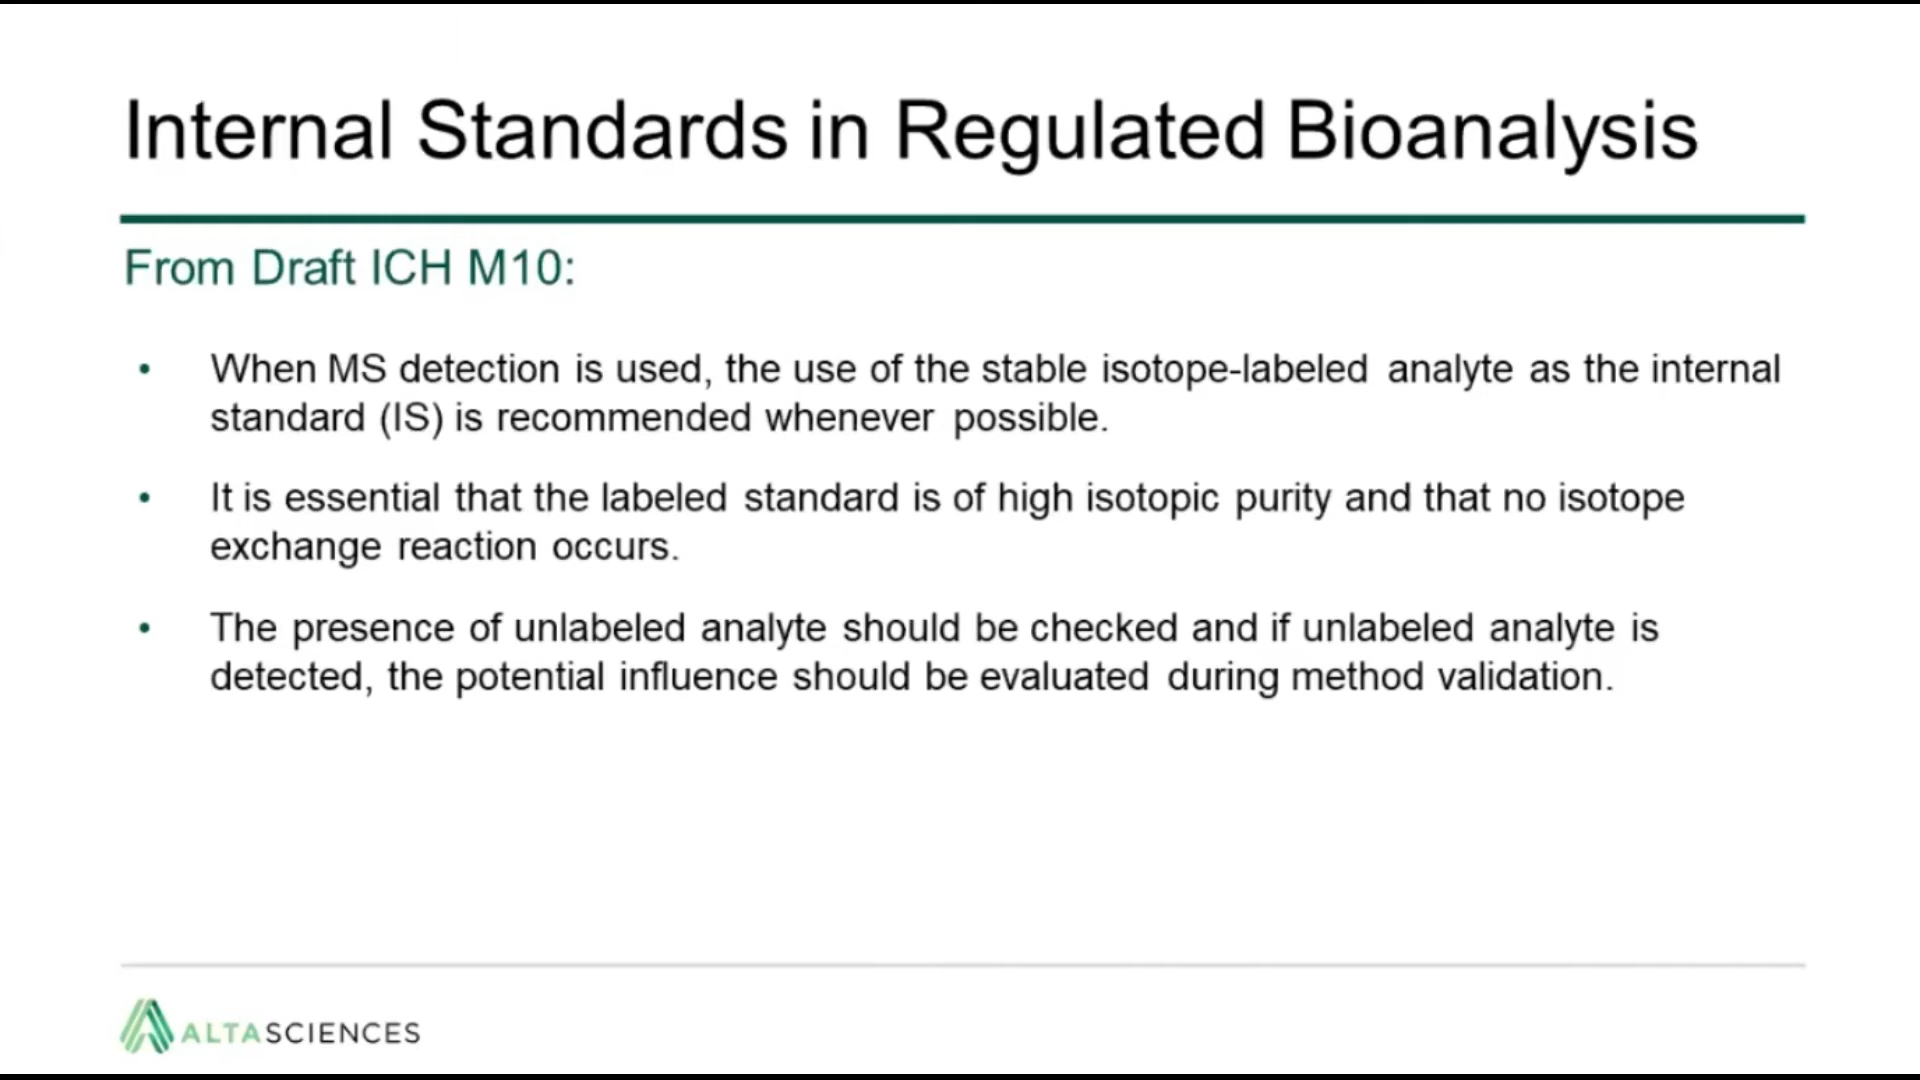 Internal Standards in Regulated Bioanalysis
From Draft ICH M10:
• When MS detection is used, the use of the stable isotope-labeled analyte as the internal
standard (IS) is recommended whenever possible.
• It is essential that the labeled standard is of high isotopic purity and that no isotope
exchange reaction occurs.
• The presence of unlabeled analyte should be checked and if unlabeled analyte is
detected, the potential influence should be evaluated during method validation.
ALTASCIENCES